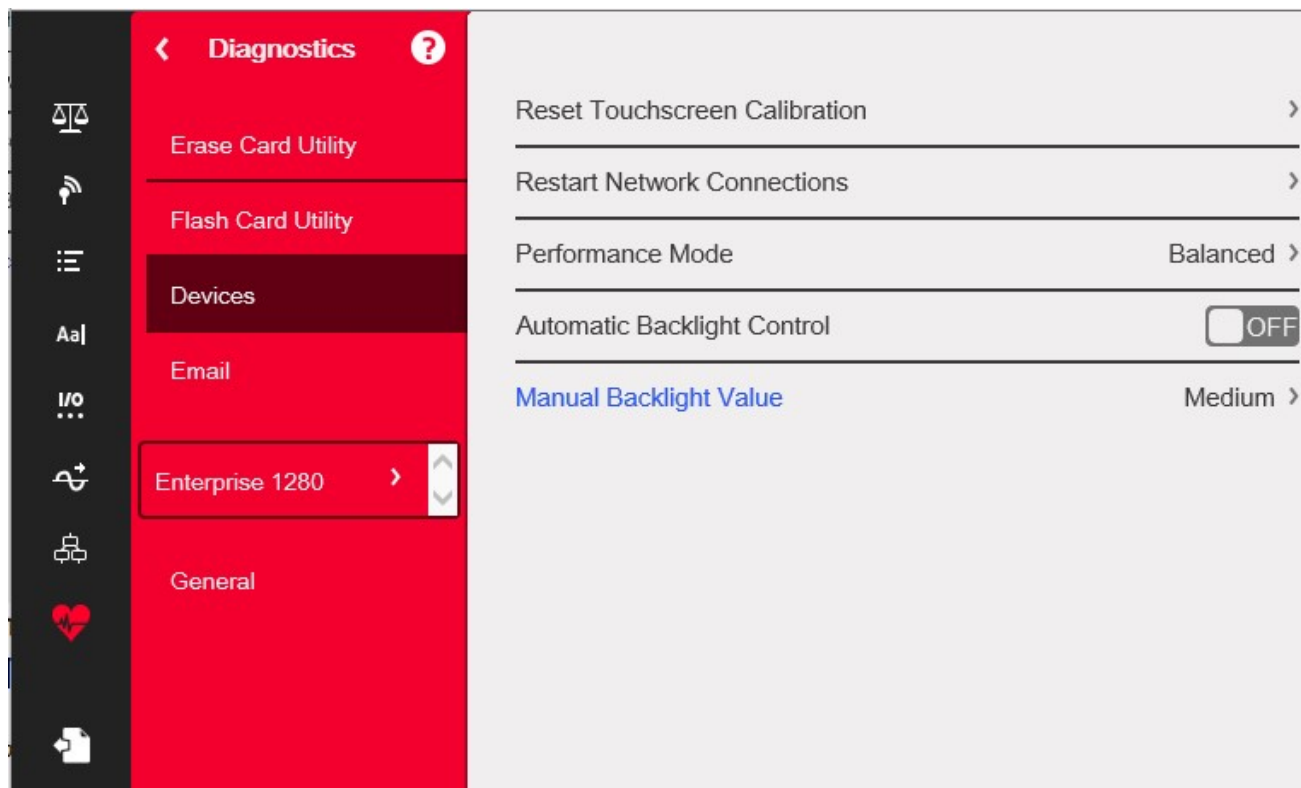 Diagnostics
?
Erase Card Utility
Flash Card Utility
Devices
Email
Enterprise 1280
General
Aa|
I/O
Reset Touchscreen Calibration
Restart Network Connections
Performance Mode Balanced
Automatic Backlight Control OFF
Manual Backlight Value Medium